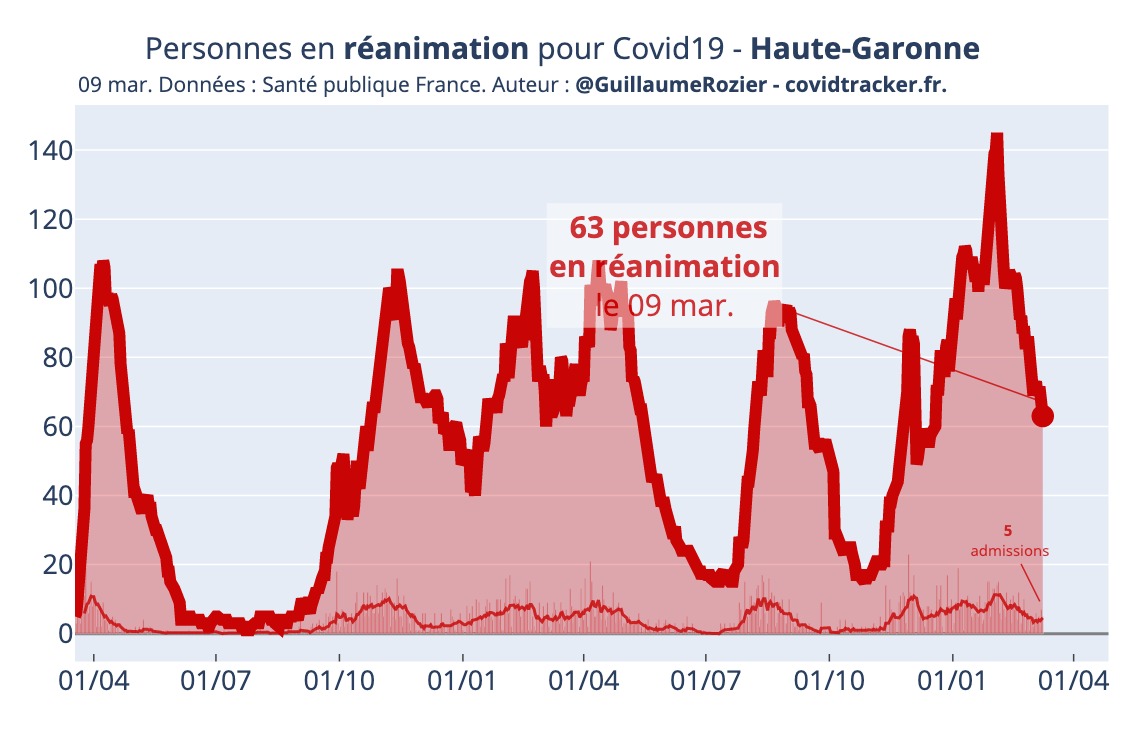 Personnes en réanimation pour Covid19 - Haute-Garonne
09 mar. Données : Santé publique France. Auteur : @GuillaumeRozier - covidtracker.fr.
140
120
100
80
60
40
20
0
63 personnes
en réanimation
le 09 mar.
5
admissions
01/04 01/07 01/10 01/01 01/04 01/07 01/10 01/01 01/04